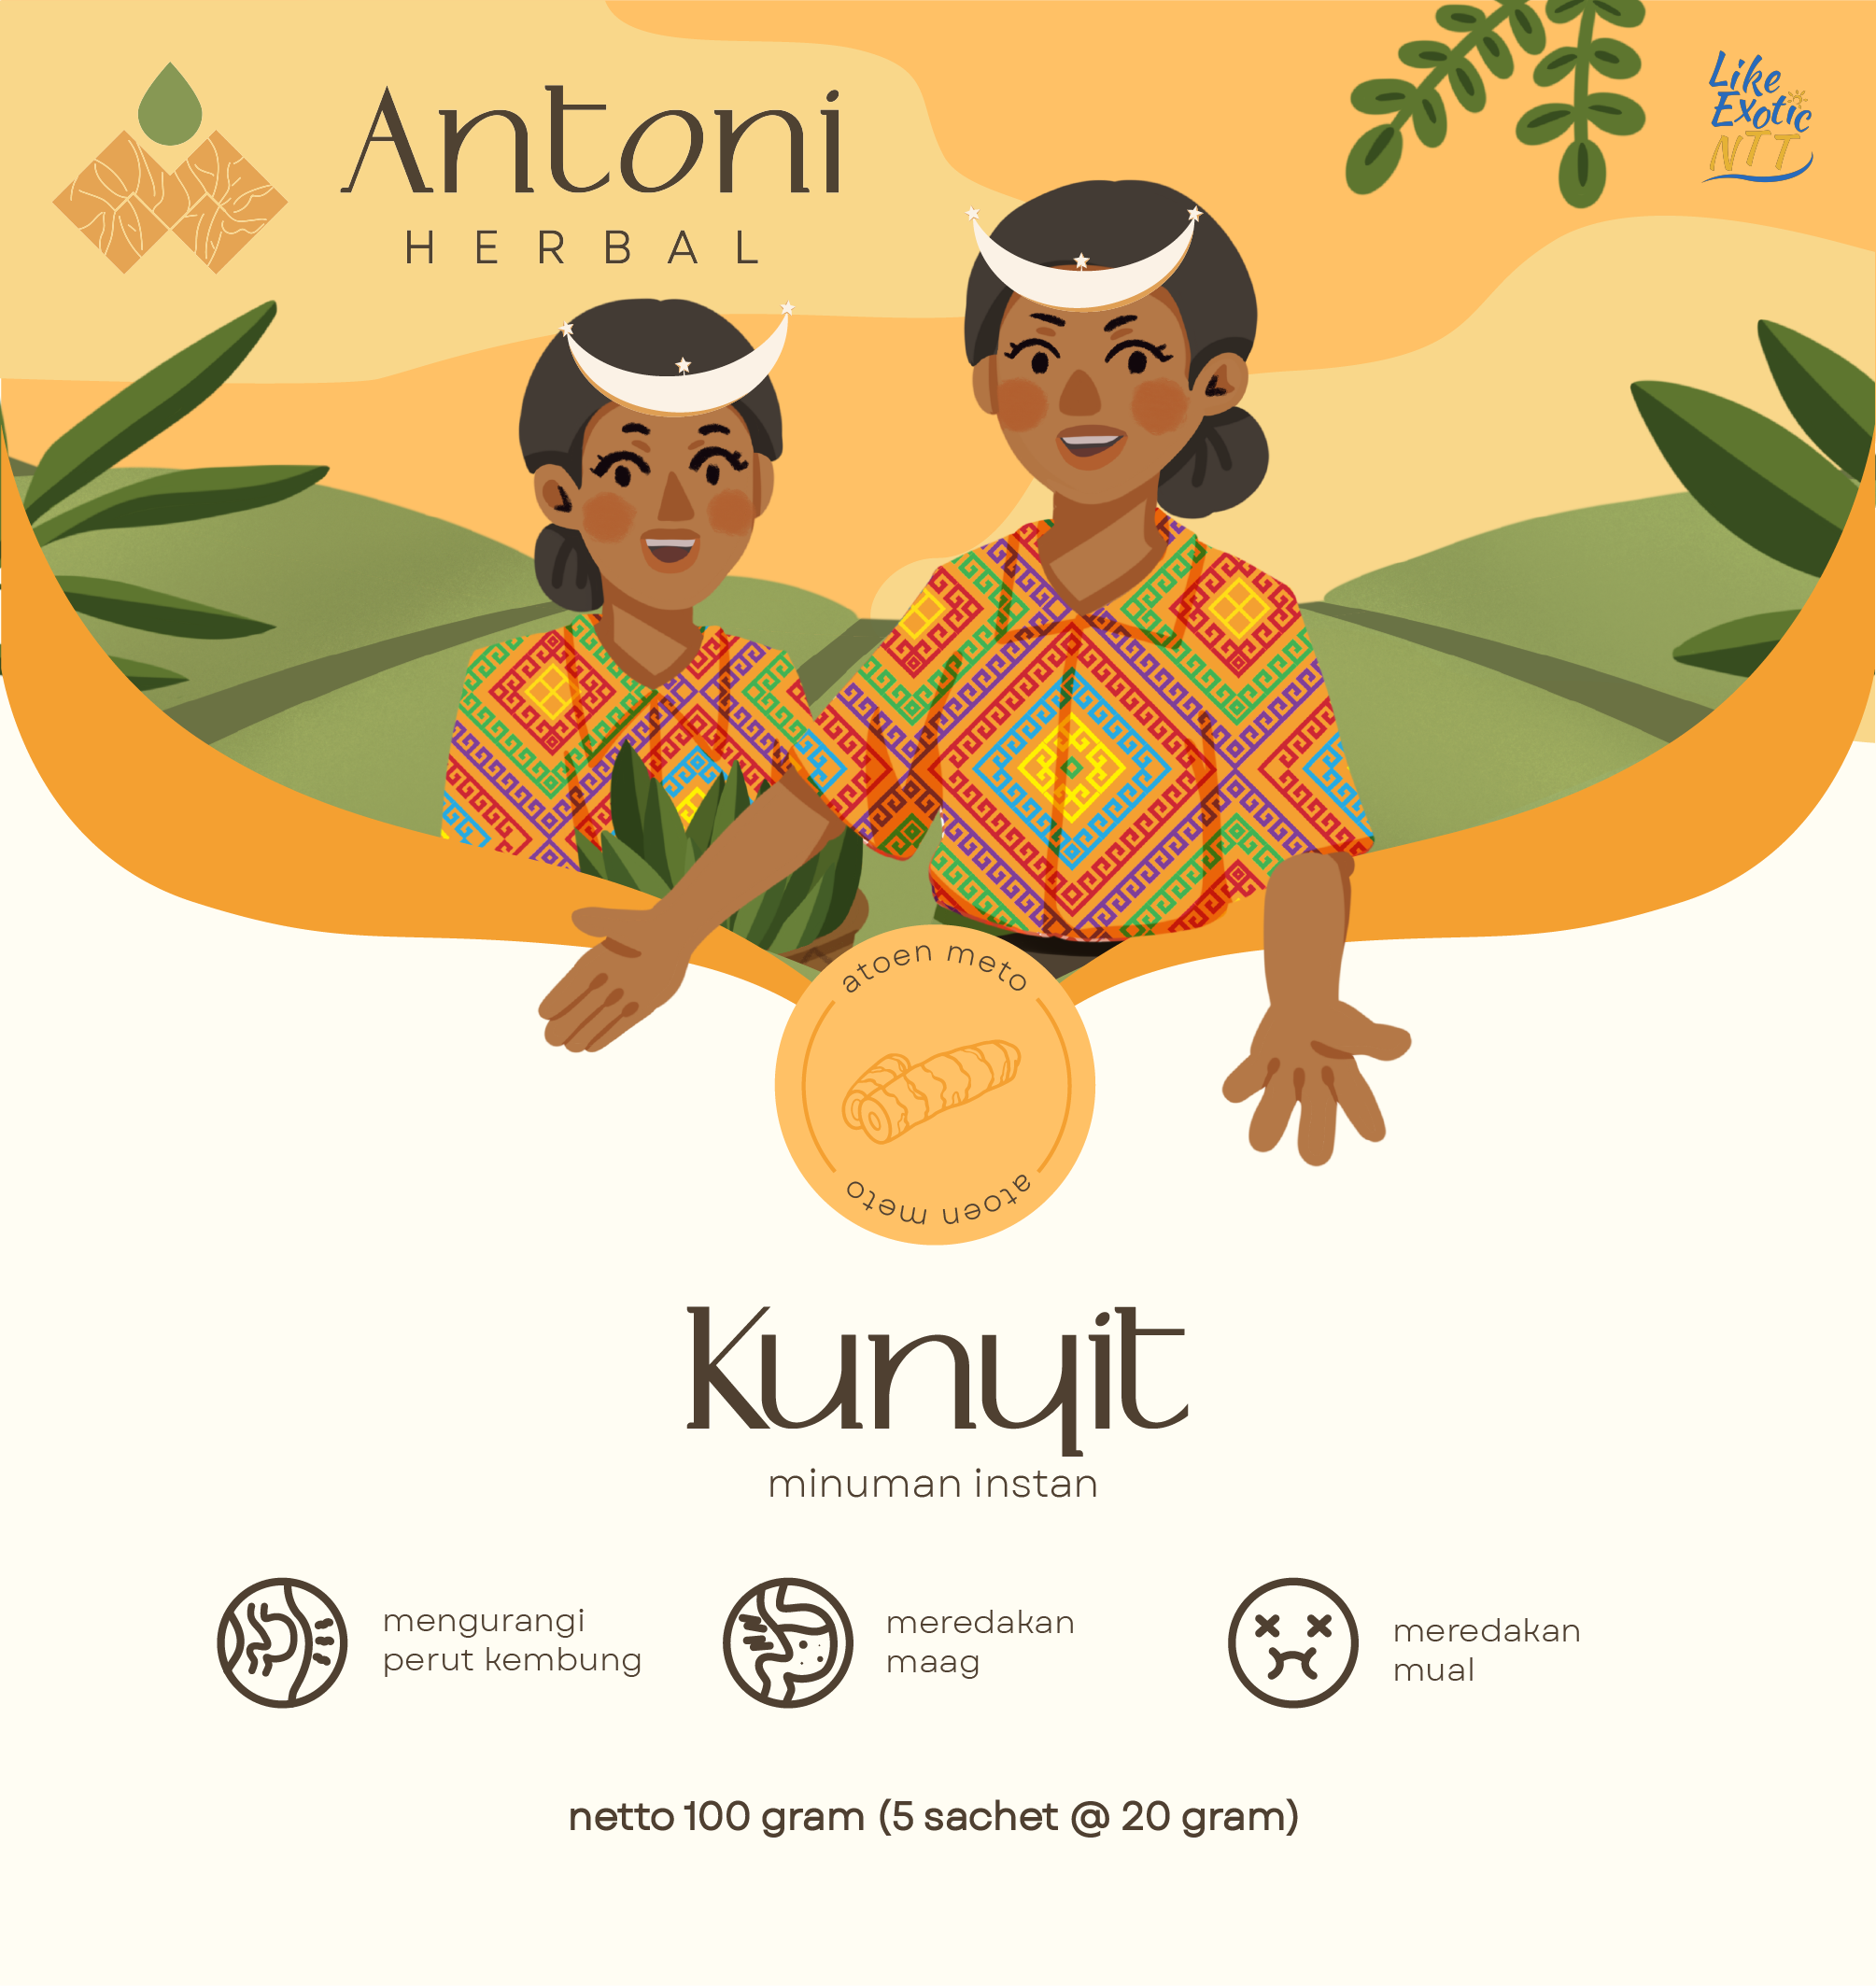 Antoni
HERBAL
Like
Exotic
NTT
atoen meto
atoen meto
Kunyit
minuman instan
mengurangi
perut kembung
meredakan
maag
meredakan
mual
netto 100 gram (5 sachet @ 20 gram)